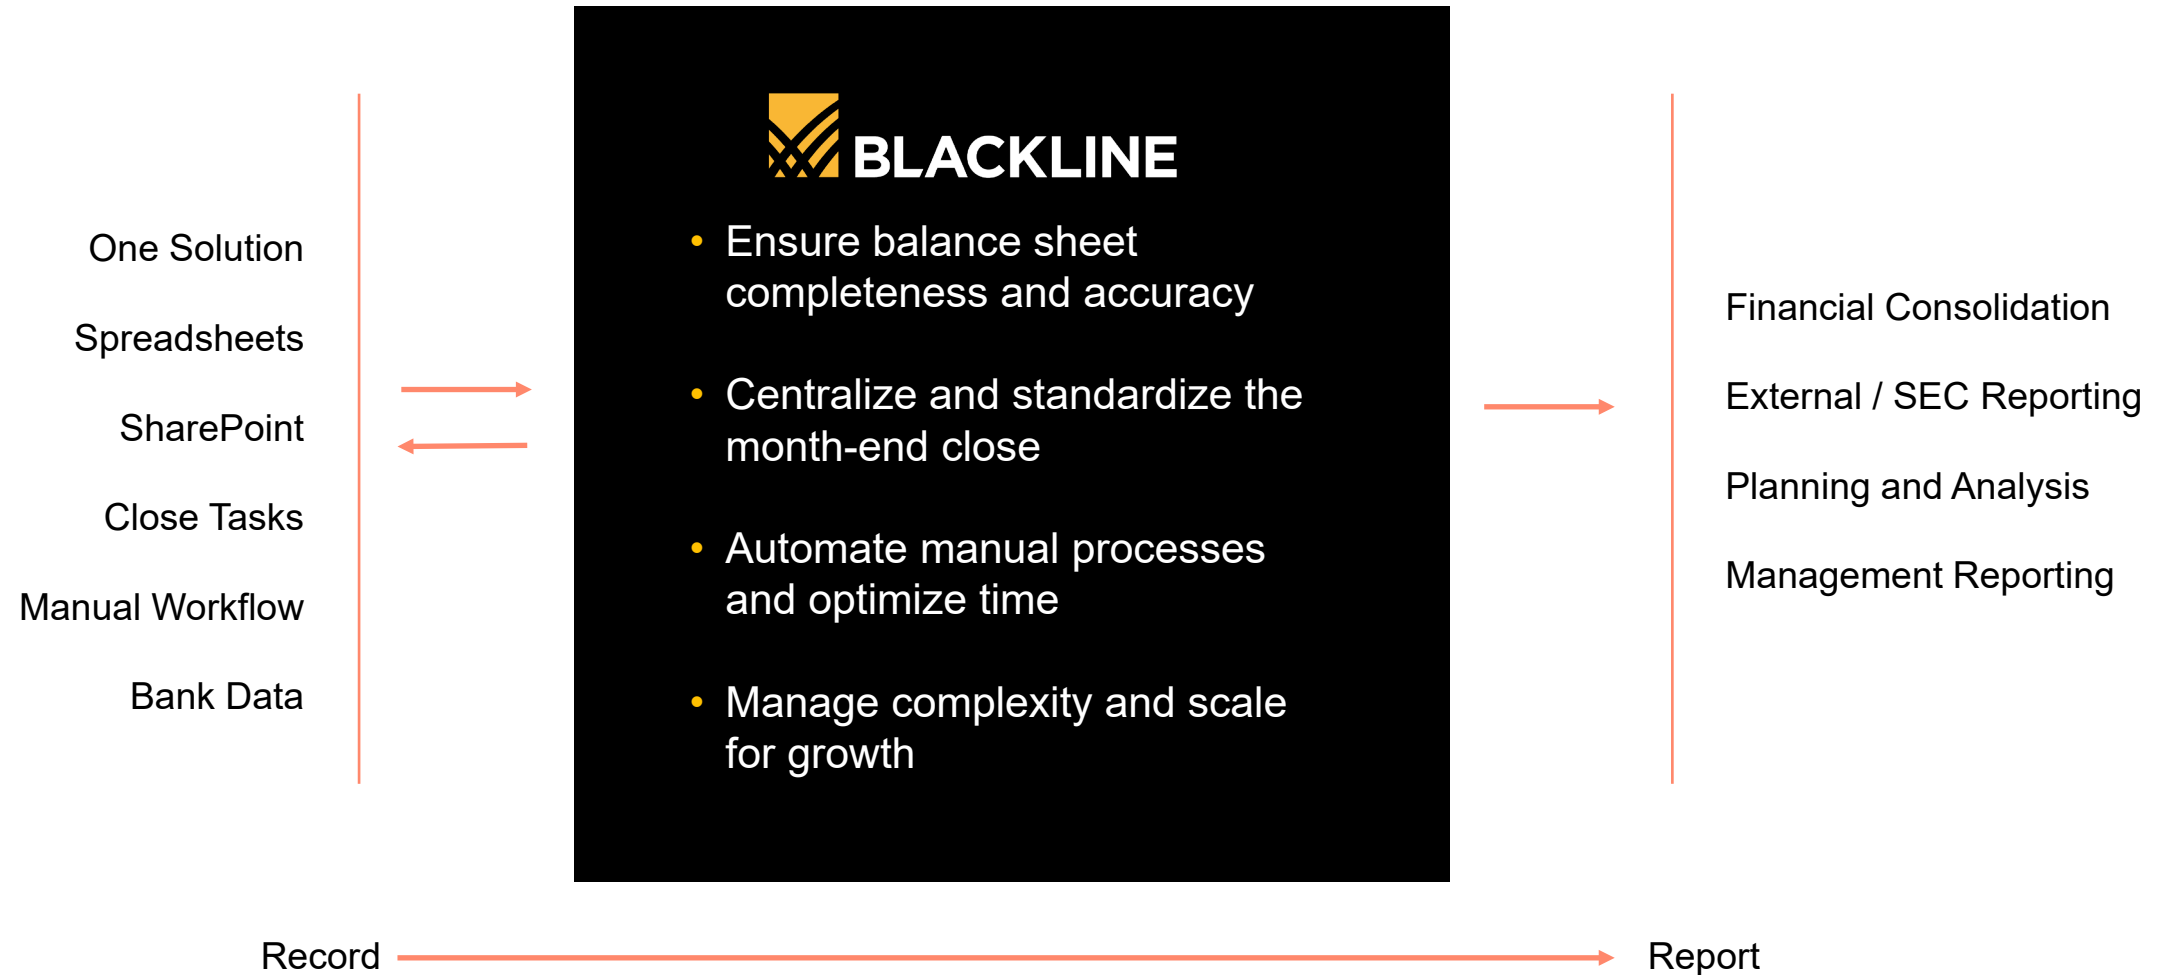 One Solution
Spreadsheets
SharePoint
Close Tasks
Manual Workflow
Bank Data
BLACKLINE
• Ensure balance sheet
completeness and accuracy
• Centralize and standardize the
month-end close
• Automate manual processes
and optimize time
• Manage complexity and scale
for growth
Financial Consolidation
External / SEC Reporting
Planning and Analysis
Management Reporting
Record
Report